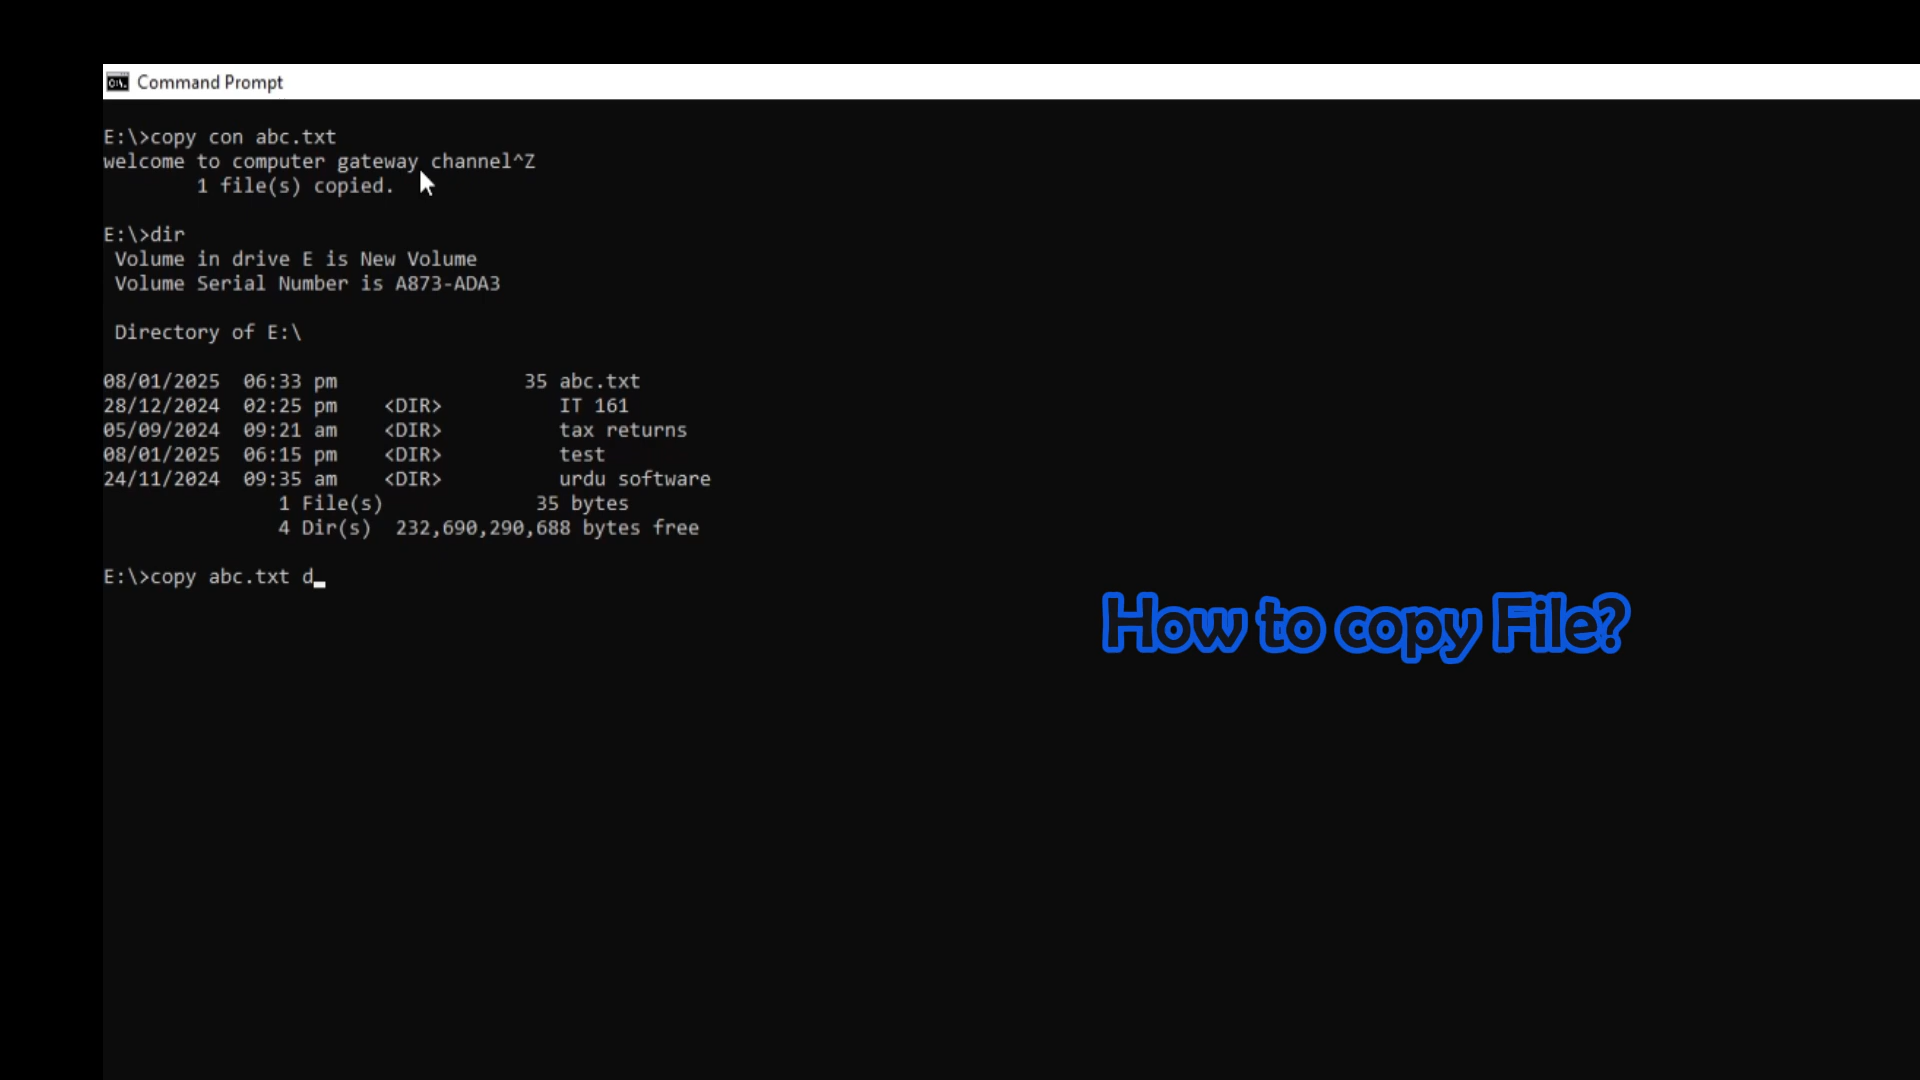 Command Prompt
E:\>copy con abc.txt
welcome to computer gateway channel^Z
        1 file(s) copied.
E:\>dir
 Volume in drive E is New Volume
 Volume Serial Number is A873-ADA3
 Directory of E:\
08/01/2025  06:33 pm                35 abc.txt
28/12/2024  02:25 pm    <DIR>          IT 161
05/09/2024  09:21 am    <DIR>          tax returns
08/01/2025  06:15 pm    <DIR>          test
24/11/2024  09:35 am    <DIR>          urdu software
               1 File(s)             35 bytes
               4 Dir(s)  232,690,290,688 bytes free
E:\>copy abc.txt d_
How to copy File?